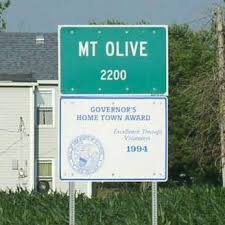 MT OLIVE
2200
GOVERNOR'S
HOME TOWN AWARD
Excellence Through
Volunteers
1994